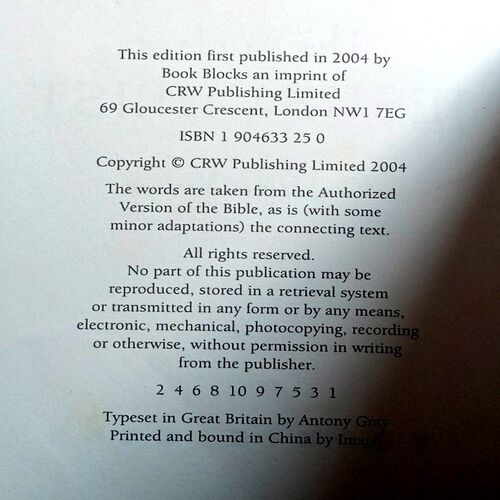 This edition first published in 2004 by
Book Blocks an imprint of
CRW Publishing Limited
69 Gloucester Crescent, London NW1 7EG
ISBN 1 904633 25 0
Copyright © CRW Publishing Limited 2004
The words are taken from the Authorized
Version of the Bible, as is (with some
minor adaptations) the connecting text.
All rights reserved.
No part of this publication may be
reproduced, stored in a retrieval system
or transmitted in any form or by any means,
electronic, mechanical, photocopying, recording
or otherwise, without permission in writing
from the publisher.
2 4 6 8 10 9 7 5 3 1
Typeset in Great Britain by Antony Gray
Printed and bound in China by